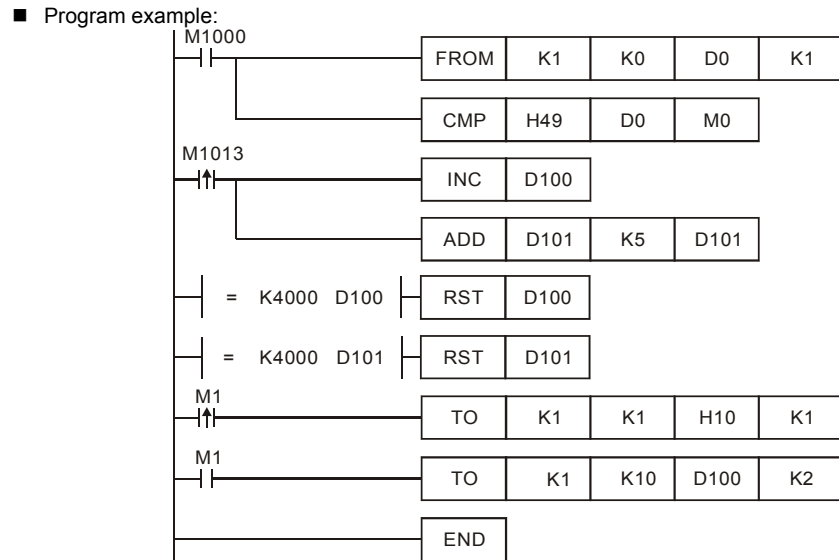 ■ Program example:
M1000
FROM K1 K0 D0 K1
CMP H49 D0 M0
M1013
INC D100
ADD D101 K5 D101
= K4000 D100 RST D100
= K4000 D101 RST D101
M1
TO K1 K1 H10 K1
M1
TO K1 K10 D100 K2
END